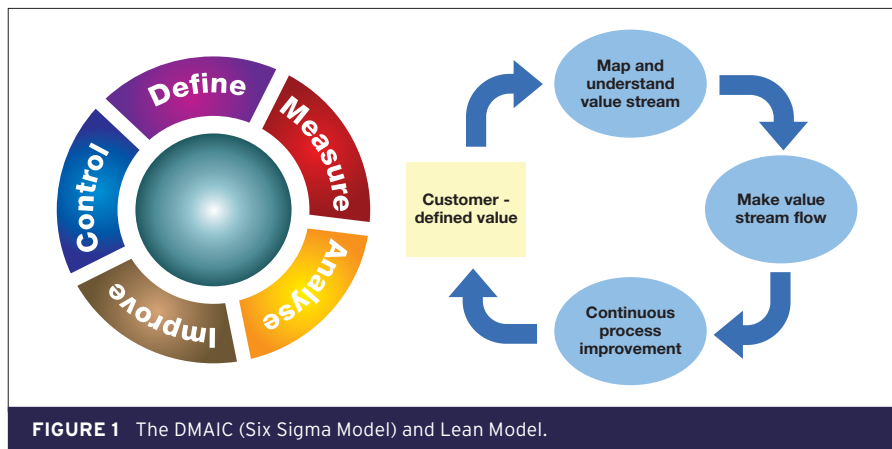 Define
Measure
Analyse
Improve
Control
Map and
understand
value stream
Make value
stream flow
Continuous
process
improvement
Customer -
defined value
FIGURE 1 The DMAIC (Six Sigma Model) and Lean Model.